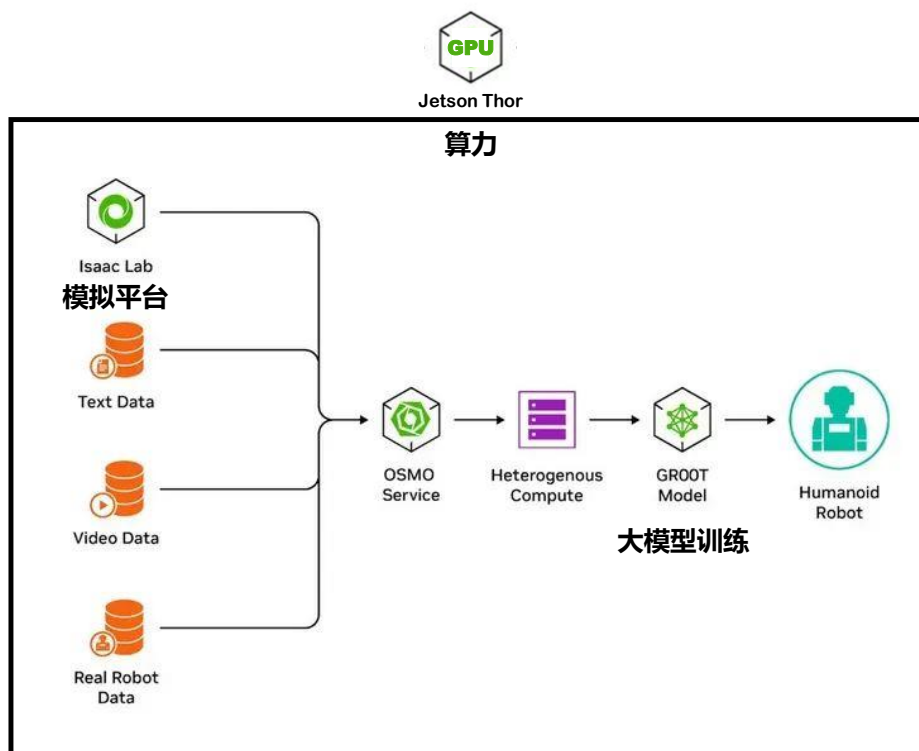 GPU
Jetson Thor
算力
Isaac Lab
模拟平台
Text Data
Video Data
Real Robot
Data
OSMO
Service
Heterogenous
Compute
GR00T
Model
大模型训练
Humanoid
Robot